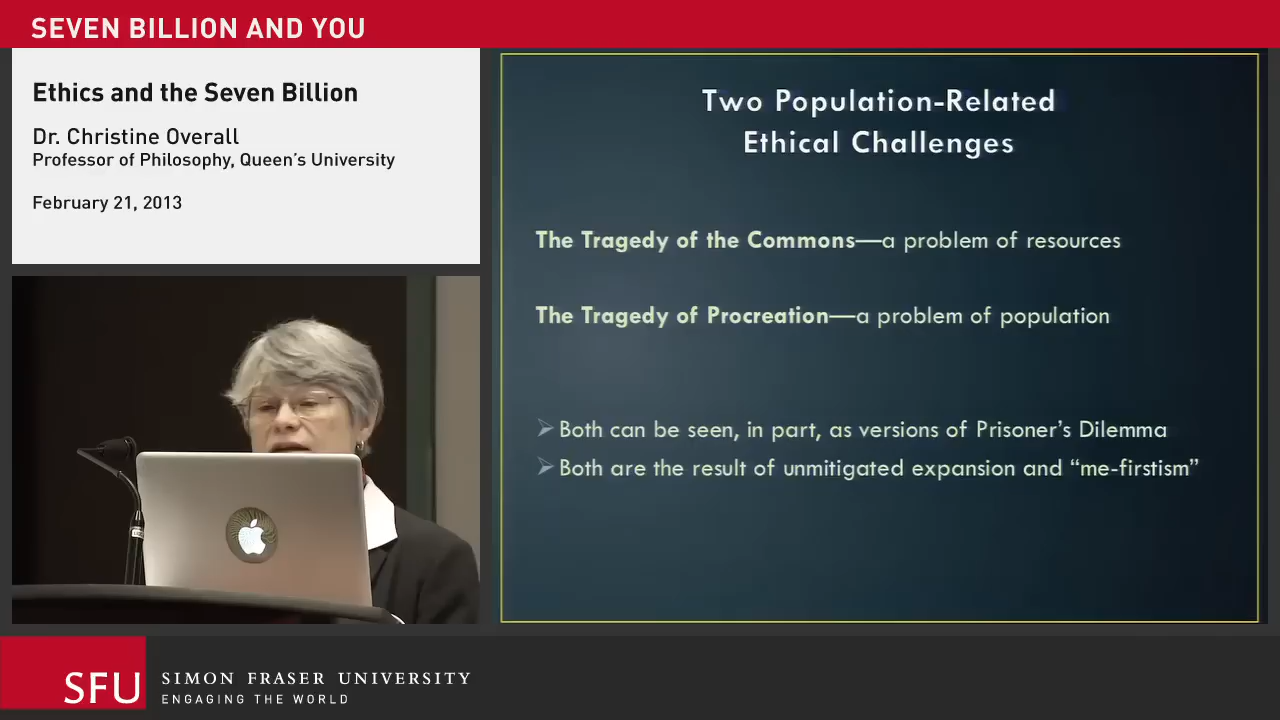 SEVEN BILLION AND YOU
Ethics and the Seven Billion
Dr. Christine Overall
Professor of Philosophy, Queen's University
February 21, 2013
Two Population-Related
Ethical Challenges
The Tragedy of the Commons—a problem of resources
The Tragedy of Procreation—a problem of population
➢ Both can be seen, in part, as versions of Prisoner's Dilemma
➢ Both are the result of unmitigated expansion and “me-firstism”
SFU
SIMON FRASER UNIVERSITY
ENGAGING THE WORLD